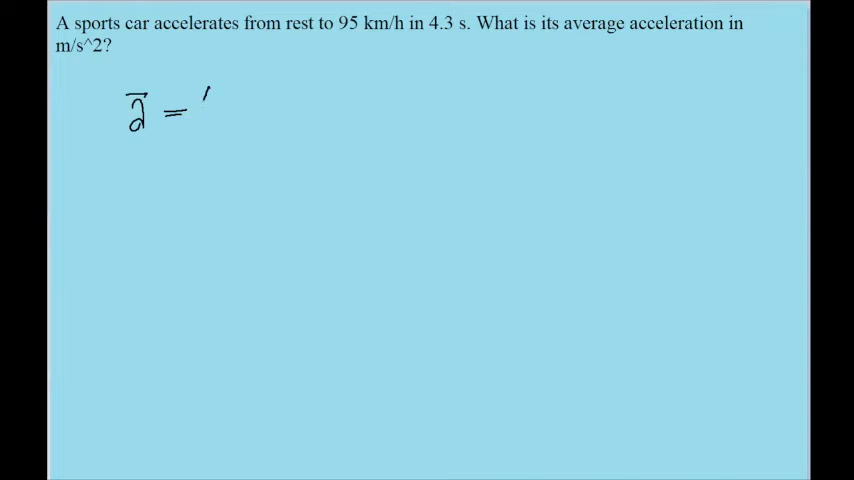 A sports car accelerates from rest to 95 km/h in 4.3 s. What is its average acceleration in
m/s^2?
a̅ =